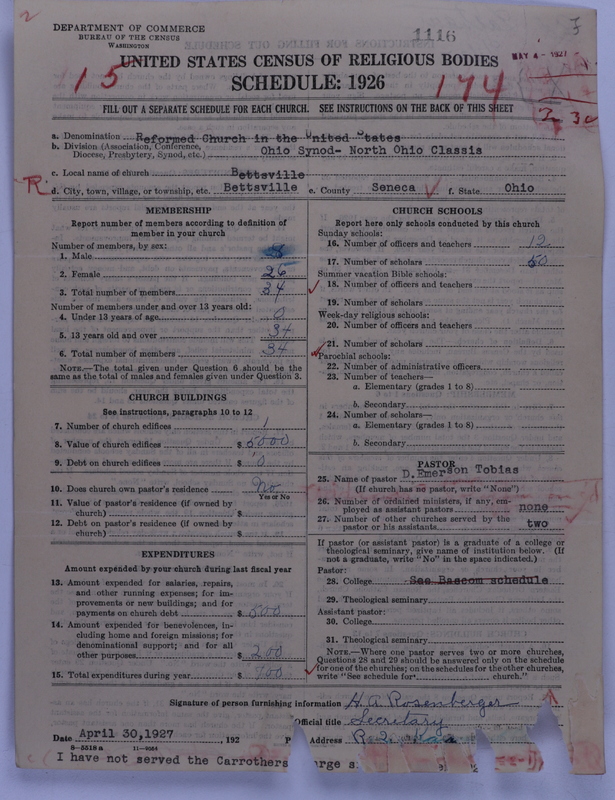 DEPARTMENT OF COMMERCE
BUREAU OF THE CENSUS
WASHINGTON
1116
MAY 4 - 1927
UNITED STATES CENSUS OF RELIGIOUS BODIES
15
174
SCHEDULE: 1926
FILL OUT A SEPARATE SCHEDULE FOR EACH CHURCH. SEE INSTRUCTIONS ON THE BACK OF THIS SHEET
a. Denomination Reformed Church in the United States
b. Division (Association, Conference, Diocese, Presbytery, Synod, etc.) Ohio Synod- North Ohio Classis
c. Local name of church Bettsville
R
d. City, town, village, or township, etc. Bettsville e. County Seneca f. State Ohio
MEMBERSHIP
Report number of members according to definition of
member in your church
Number of members, by sex:
1. Male 8
2. Female 26
3. Total number of members 34
Number of members under and over 13 years old:
4. Under 13 years of age 0
5. 13 years old and over 34
6. Total number of members 34
NOTE.—The total given under Question 6 should be
same as the total of males and females given under Question 3.
CHURCH BUILDINGS
See instructions, paragraphs 10 to 12
7. Number of church edifices 1
8. Value of church edifices $ 5000
9. Debt on church edifices $ 0
10. Does church own pastor's residence No
Yes or No
11. Value of pastor's residence (if owned by
church) $
12. Debt on pastor's residence (if owned by
church) $
EXPENDITURES
Amount expended by your church during last fiscal year
13. Amount expended for salaries, repairs,
and other running expenses; for im-
provements or new buildings; and for
payments on church debt $ 500
14. Amount expended for benevolences, in-
cluding home and foreign missions; for
denominational support; and for all
other purposes $ 200
15. Total expenditures during year $ 700
CHURCH SCHOOLS
Report here only schools conducted by this church
Sunday schools:
16. Number of officers and teachers 12
17. Number of scholars 50
Summer vacation Bible schools:
18. Number of officers and teachers
19. Number of scholars
Week-day religious schools:
20. Number of officers and teachers
21. Number of scholars
Parochial schools:
22. Number of administrative officers
23. Number of teachers—
a. Elementary (grades 1 to 8)
b. Secondary
24. Number of scholars—
a. Elementary (grades 1 to 8)
b. Secondary
PASTOR
25. Name of pastor D. Emerson Tobias
(If church has no pastor, write "None")
26. Number of ordained ministers, if any, em-
ployed as assistant pastors none
27. Number of other churches served by the
pastor or his assistants two
If pastor (or assistant pastor) is a graduate of a college or
theological seminary, give name of institution below. (If
not a graduate, write "No" in the space indicated.)
Pastor:
28. College See Bascom schedule
29. Theological seminary
Assistant pastor:
30. College
31. Theological seminary
NOTE.—Where one pastor serves two or more churches,
Questions 28 and 29 should be answered only on the schedule
for one of the churches; on the schedules for the other churches,
write "See schedule for church."
Signature of person furnishing information H. A. Rosenberger
Official title Secretary
Date April 30,1927, 192 P Address R. 2,
8-5518a 11-9564
I have not served the Carrothers arge s